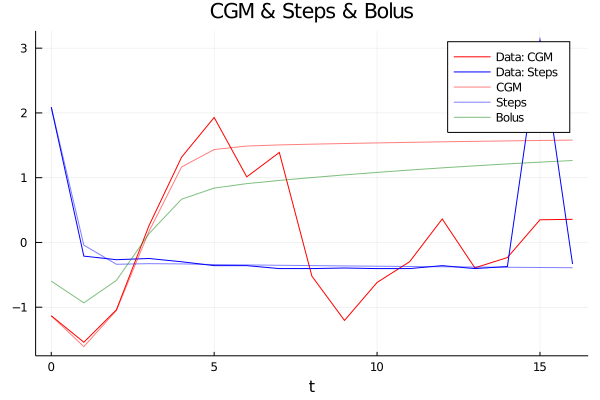 CGM & Steps & Bolus
3
2
1
0
−1
0
5
10
15
t
Data: CGM
Data: Steps
CGM
Steps
Bolus